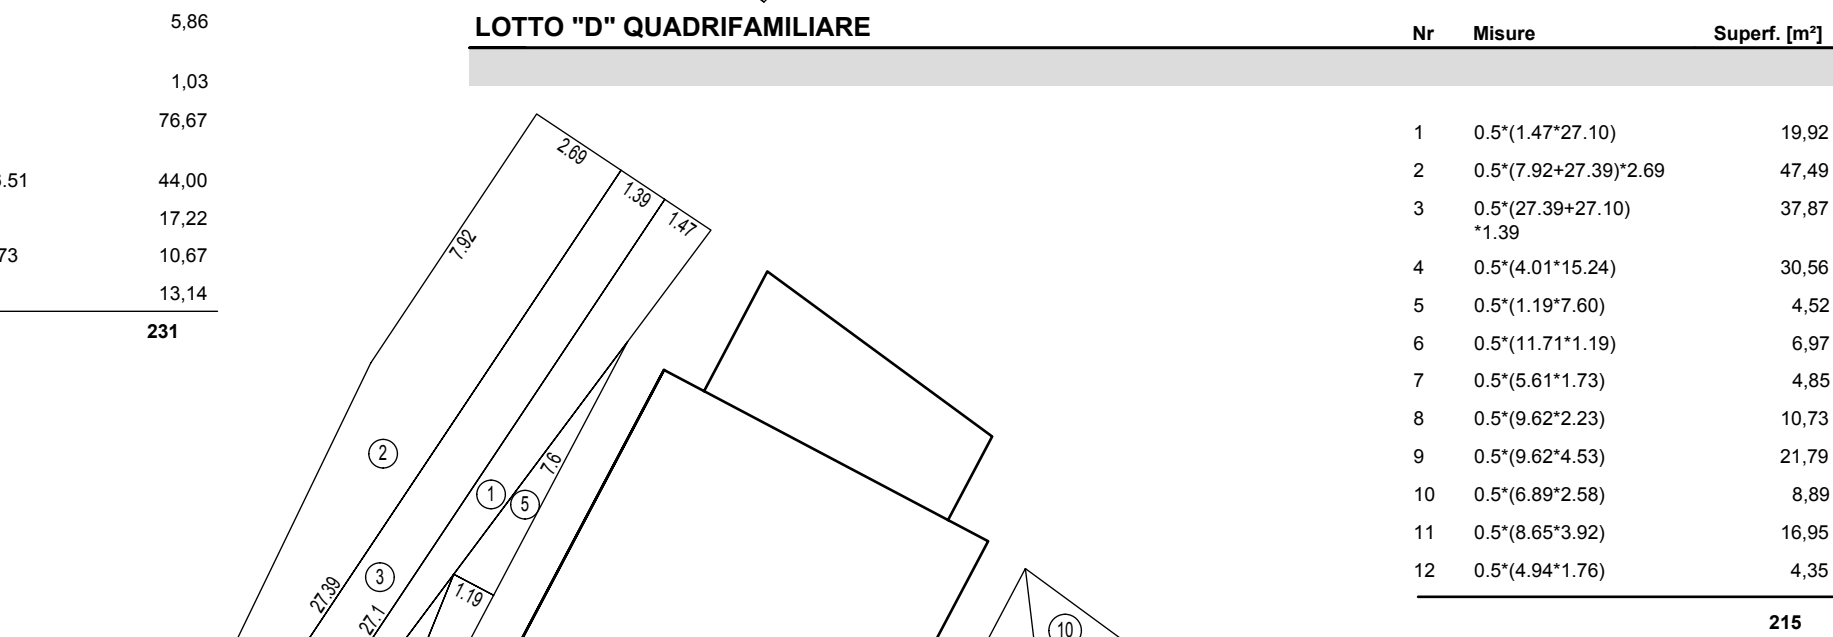 5,86
1,03
76,67
6.51 44,00
17,22
73 10,67
13,14
231
LOTTO "D" QUADRIFAMILIARE
Nr Misure Superf. [m²]
1 0.5*(1.47*27.10) 19,92
2 0.5*(7.92+27.39)*2.69 47,49
3 0.5*(27.39+27.10) 37,87
*1.39
4 0.5*(4.01*15.24) 30,56
5 0.5*(1.19*7.60) 4,52
6 0.5*(11.71*1.19) 6,97
7 0.5*(5.61*1.73) 4,85
8 0.5*(9.62*2.23) 10,73
9 0.5*(9.62*4.53) 21,79
10 0.5*(6.89*2.58) 8,89
11 0.5*(8.65*3.92) 16,95
12 0.5*(4.94*1.76) 4,35
215
2.69
1.39
1.47
7.92
2
7.6
1
5
3
27.39
27.1
1.19
10